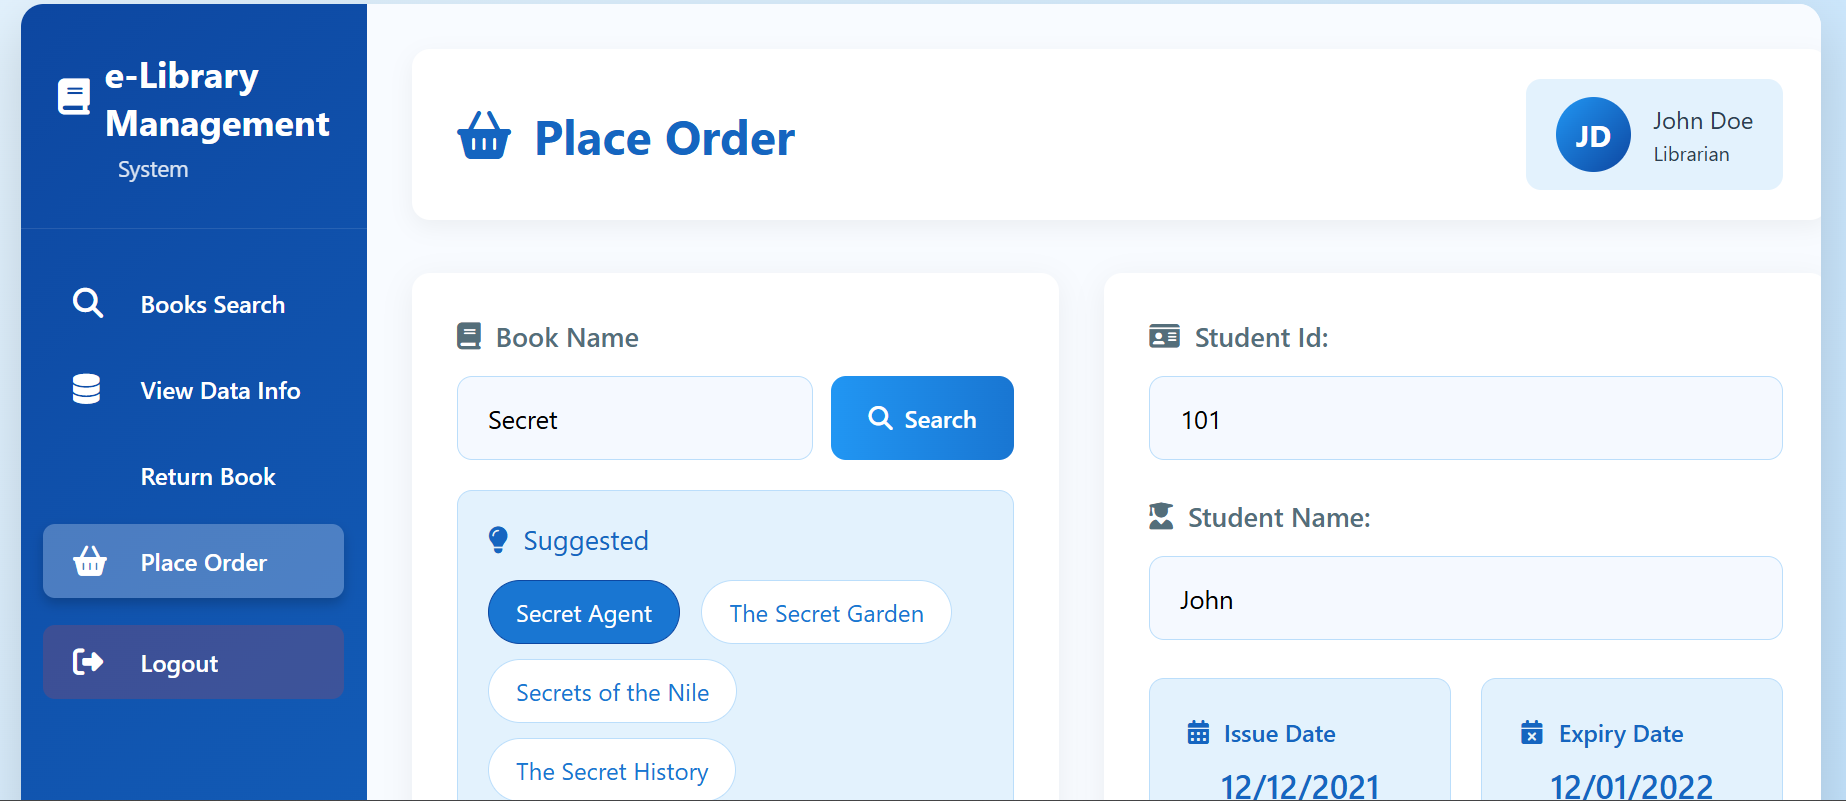 e-Library
Management
System
Books Search
View Data Info
Return Book
Place Order
Logout
Place Order
JD
John Doe
Librarian
Book Name
Secret
Search
Suggested
Secret Agent
The Secret Garden
Secrets of the Nile
The Secret History
Student Id:
101
Student Name:
John
Issue Date
12/12/2021
Expiry Date
12/01/2022